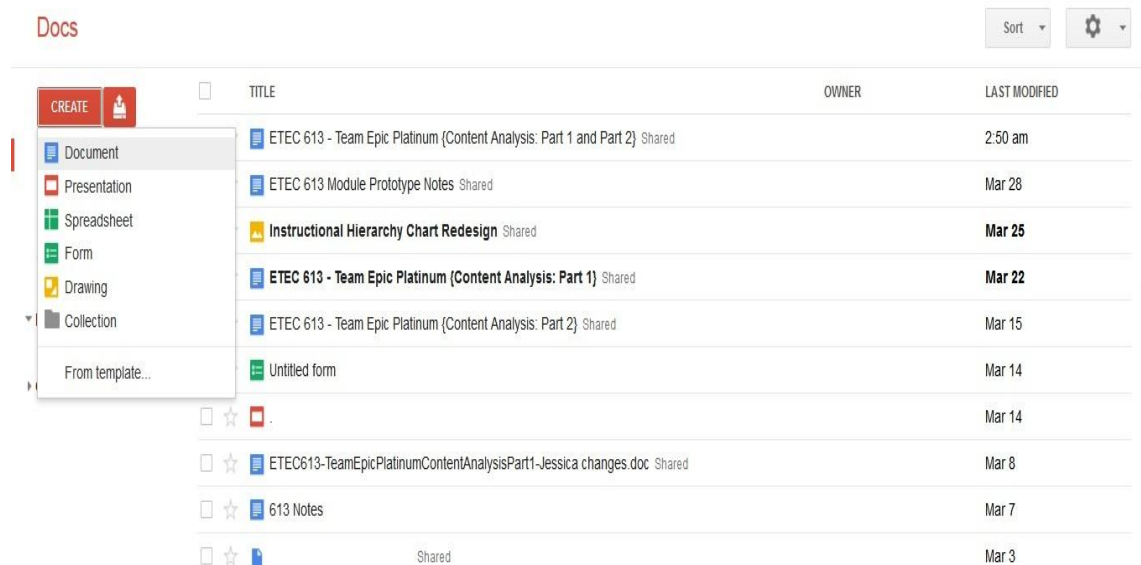 Docs
Sort
CREATE
TITLE OWNER LAST MODIFIED
Document
Presentation
Spreadsheet
Form
Drawing
Collection
From template...
ETEC 613 - Team Epic Platinum {Content Analysis: Part 1 and Part 2} Shared 2:50 am
ETEC 613 Module Prototype Notes Shared Mar 28
Instructional Hierarchy Chart Redesign Shared Mar 25
ETEC 613 - Team Epic Platinum {Content Analysis: Part 1} Shared Mar 22
ETEC 613 - Team Epic Platinum {Content Analysis: Part 2} Shared Mar 15
Untitled form Mar 14
. Mar 14
ETEC613-TeamEpicPlatinumContentAnalysisPart1-Jessica changes.doc Shared Mar 8
613 Notes Mar 7
Shared Mar 3